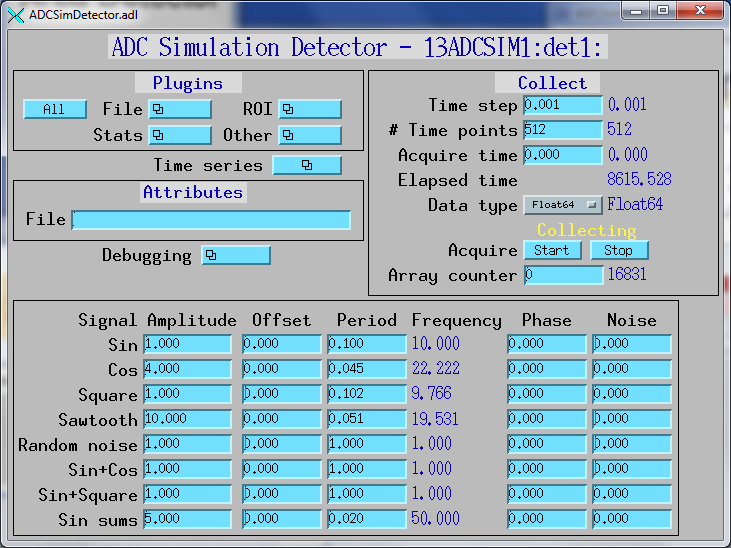 ADCSimDetector.adl
ADC Simulation Detector - 13ADCSIM1:det1:
Plugins
All File ROI
Stats Other
Time series
Attributes
File
Debugging
Collect
Time step 0.001 0.001
# Time points 512 512
Acquire time 0.000 0.000
Elapsed time 8615.528
Data type Float64 Float64
Collecting
Acquire Start Stop
Array counter 0 16831
Signal Amplitude Offset Period Frequency Phase Noise
Sin 1.000 0.000 0.100 10.000 0.000 0.000
Cos 4.000 0.000 0.045 22.222 0.000 0.000
Square 1.000 0.000 0.102 9.766 0.000 0.000
Sawtooth 10.000 0.000 0.051 19.531 0.000 0.000
Random noise 1.000 0.000 1.000 1.000 0.000 0.000
Sin+Cos 1.000 0.000 1.000 1.000 0.000 0.000
Sin+Square 1.000 0.000 1.000 1.000 0.000 0.000
Sin sums 5.000 0.000 0.020 50.000 0.000 0.000